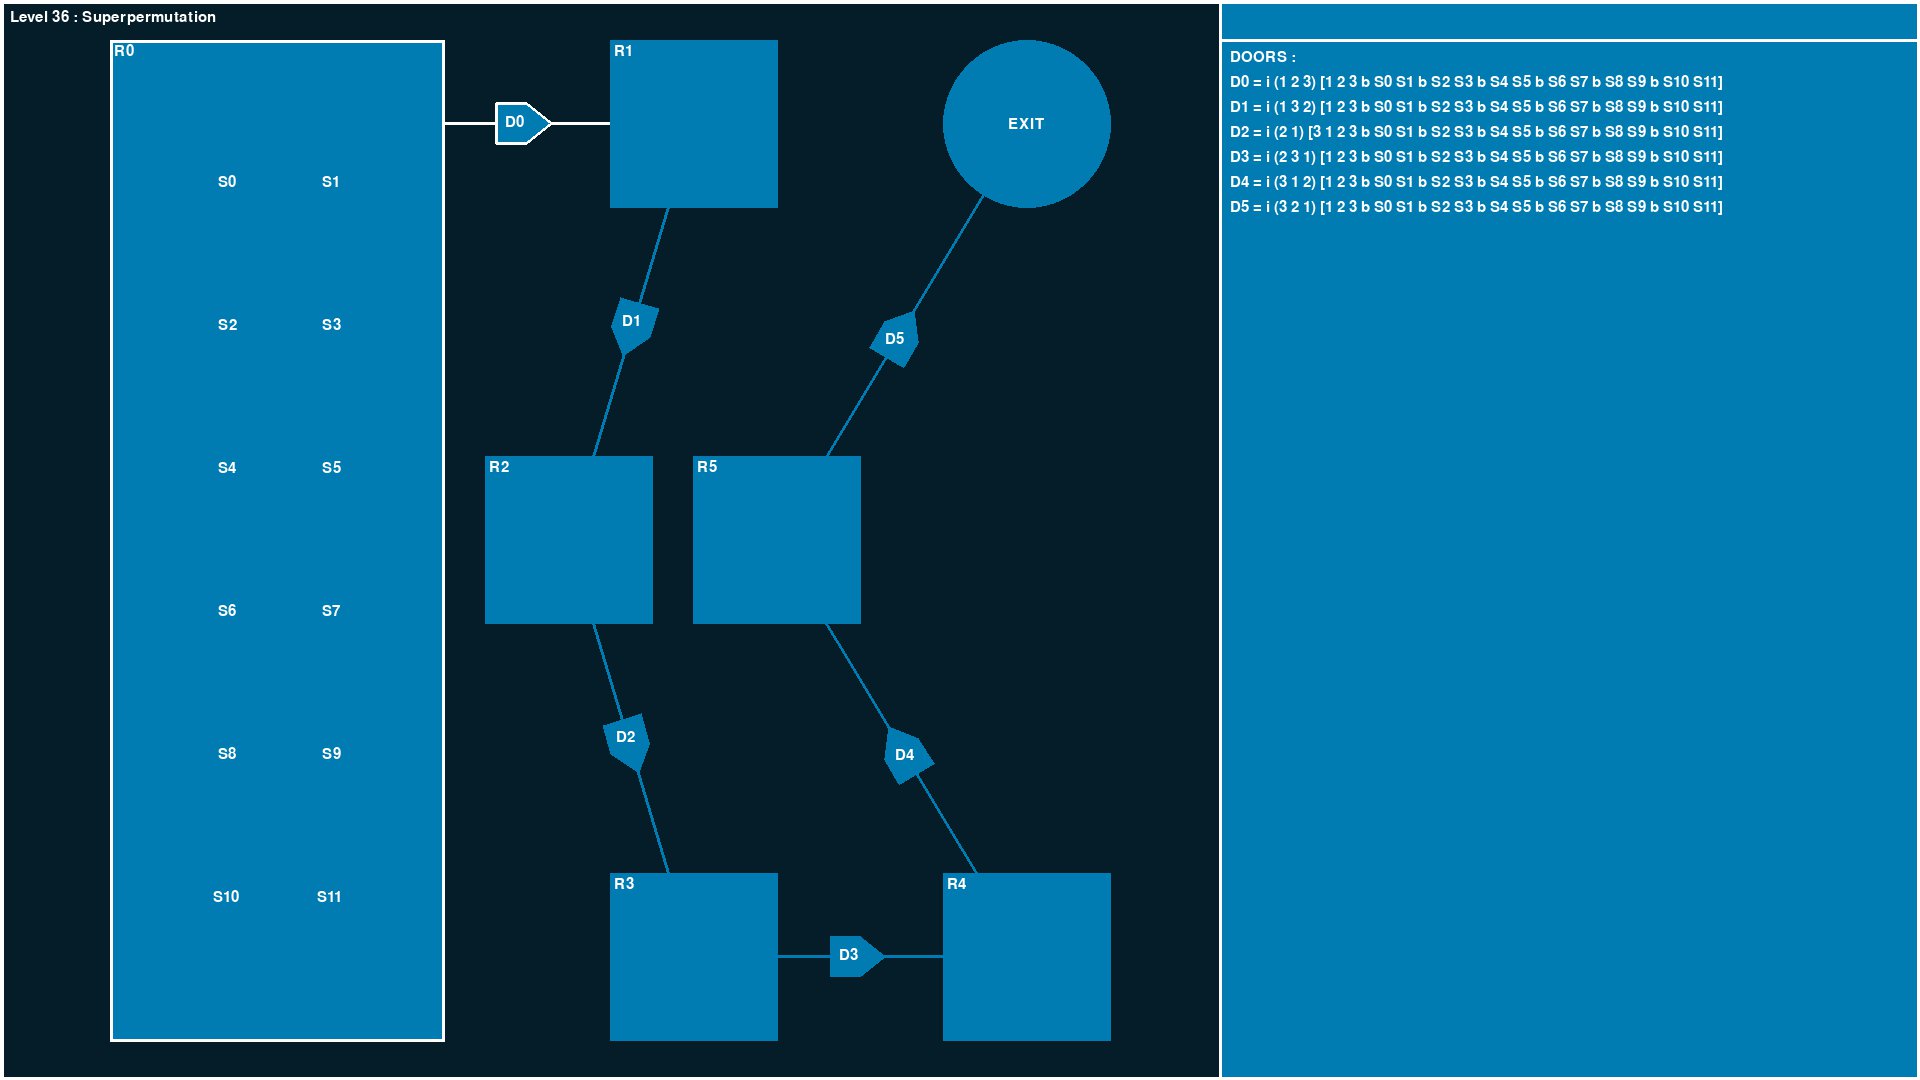 Level 36 : Superpermutation
R0
R1
D0
EXIT
S0 S1
S2 S3
D1
D5
S4 S5
R2
R5
S6 S7
D2
D4
S8 S9
S10 S11
R3
R4
D3
DOORS :
D0 = i (1 2 3) [1 2 3 b S0 S1 b S2 S3 b S4 S5 b S6 S7 b S8 S9 b S10 S11]
D1 = i (1 3 2) [1 2 3 b S0 S1 b S2 S3 b S4 S5 b S6 S7 b S8 S9 b S10 S11]
D2 = i (2 1) [3 1 2 3 b S0 S1 b S2 S3 b S4 S5 b S6 S7 b S8 S9 b S10 S11]
D3 = i (2 3 1) [1 2 3 b S0 S1 b S2 S3 b S4 S5 b S6 S7 b S8 S9 b S10 S11]
D4 = i (3 1 2) [1 2 3 b S0 S1 b S2 S3 b S4 S5 b S6 S7 b S8 S9 b S10 S11]
D5 = i (3 2 1) [1 2 3 b S0 S1 b S2 S3 b S4 S5 b S6 S7 b S8 S9 b S10 S11]